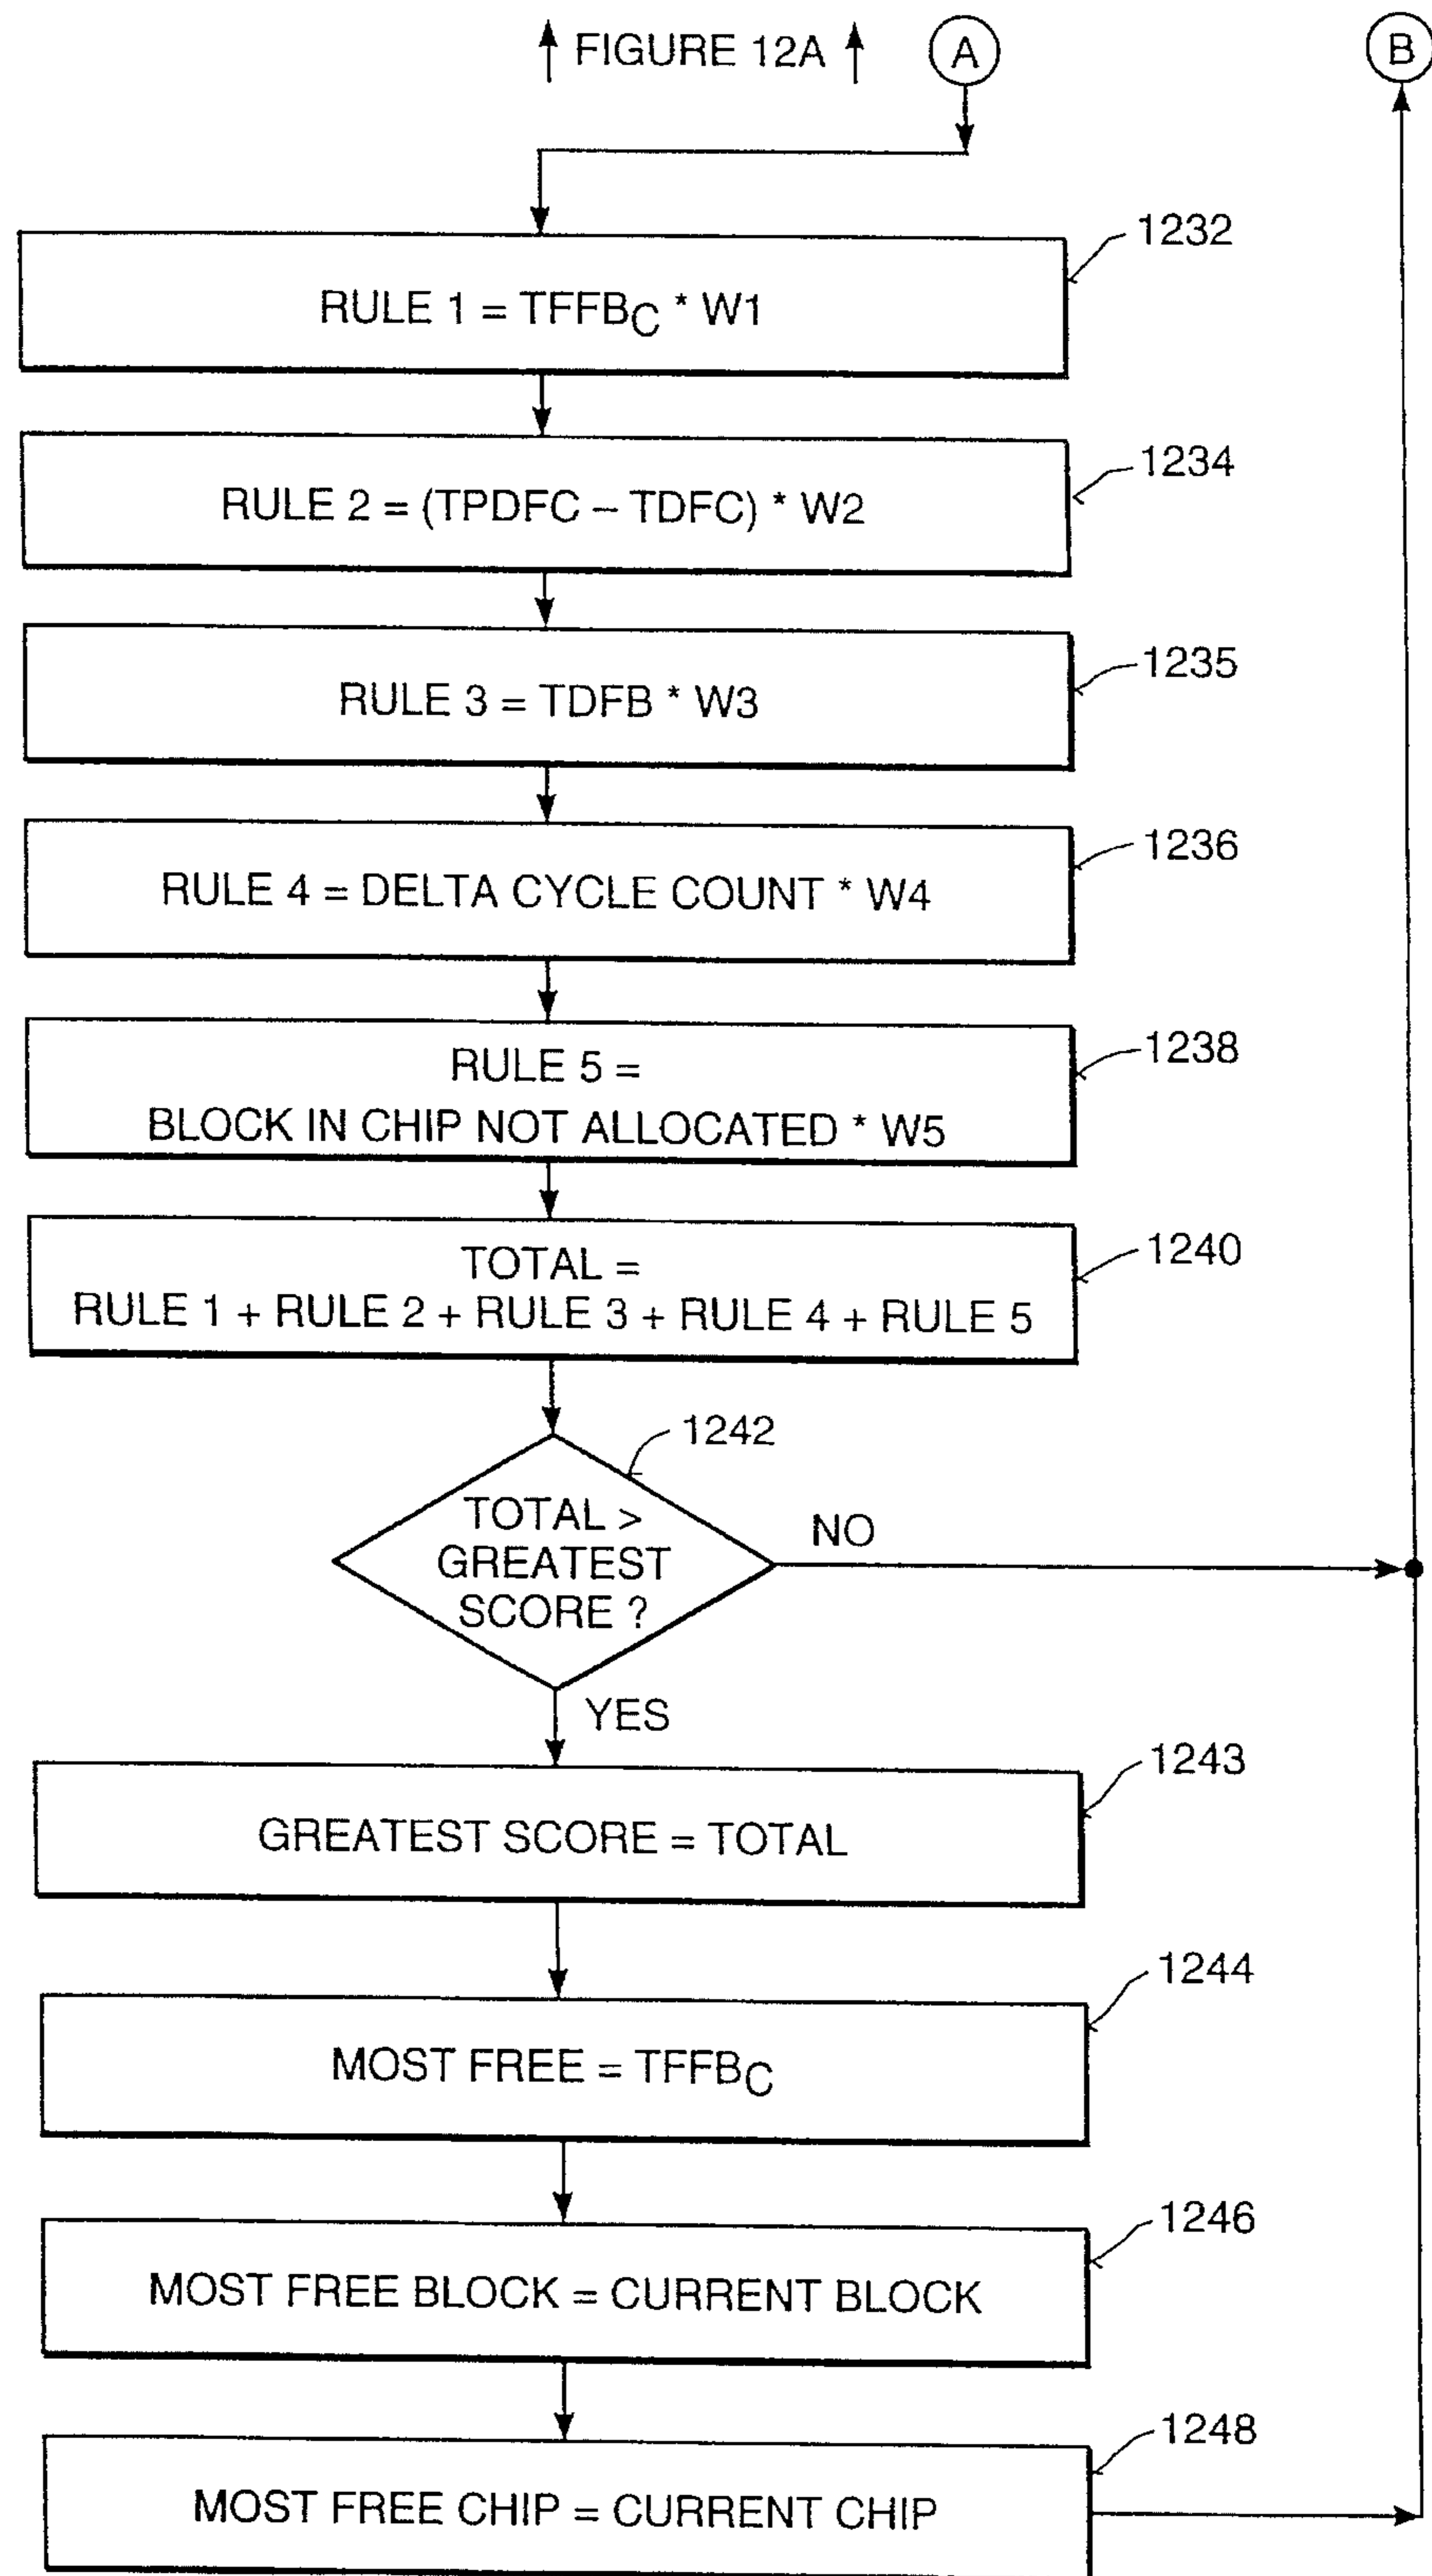 FIGURE 12A A B
1232
RULE 1 = TFFBC * W1
1234
RULE 2 = (TPDFC – TDFC) * W2
1235
RULE 3 = TDFB * W3
1236
RULE 4 = DELTA CYCLE COUNT * W4
1238
RULE 5 =
BLOCK IN CHIP NOT ALLOCATED * W5
1240
TOTAL =
RULE 1 + RULE 2 + RULE 3 + RULE 4 + RULE 5
1242
TOTAL >
GREATEST
SCORE ?
NO
YES
1243
GREATEST SCORE = TOTAL
1244
MOST FREE = TFFBC
1246
MOST FREE BLOCK = CURRENT BLOCK
1248
MOST FREE CHIP = CURRENT CHIP